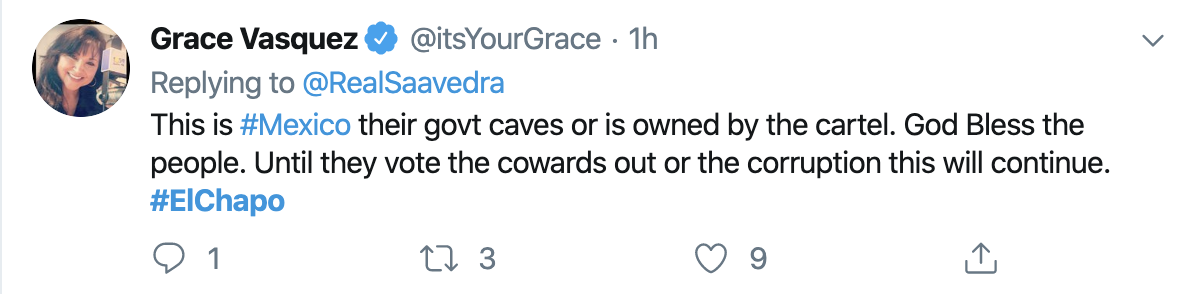 Grace Vasquez @itsYourGrace · 1h
Replying to @RealSaavedra
This is #Mexico their govt caves or is owned by the cartel. God Bless the
people. Until they vote the cowards out or the corruption this will continue.
#ElChapo
1 3 9